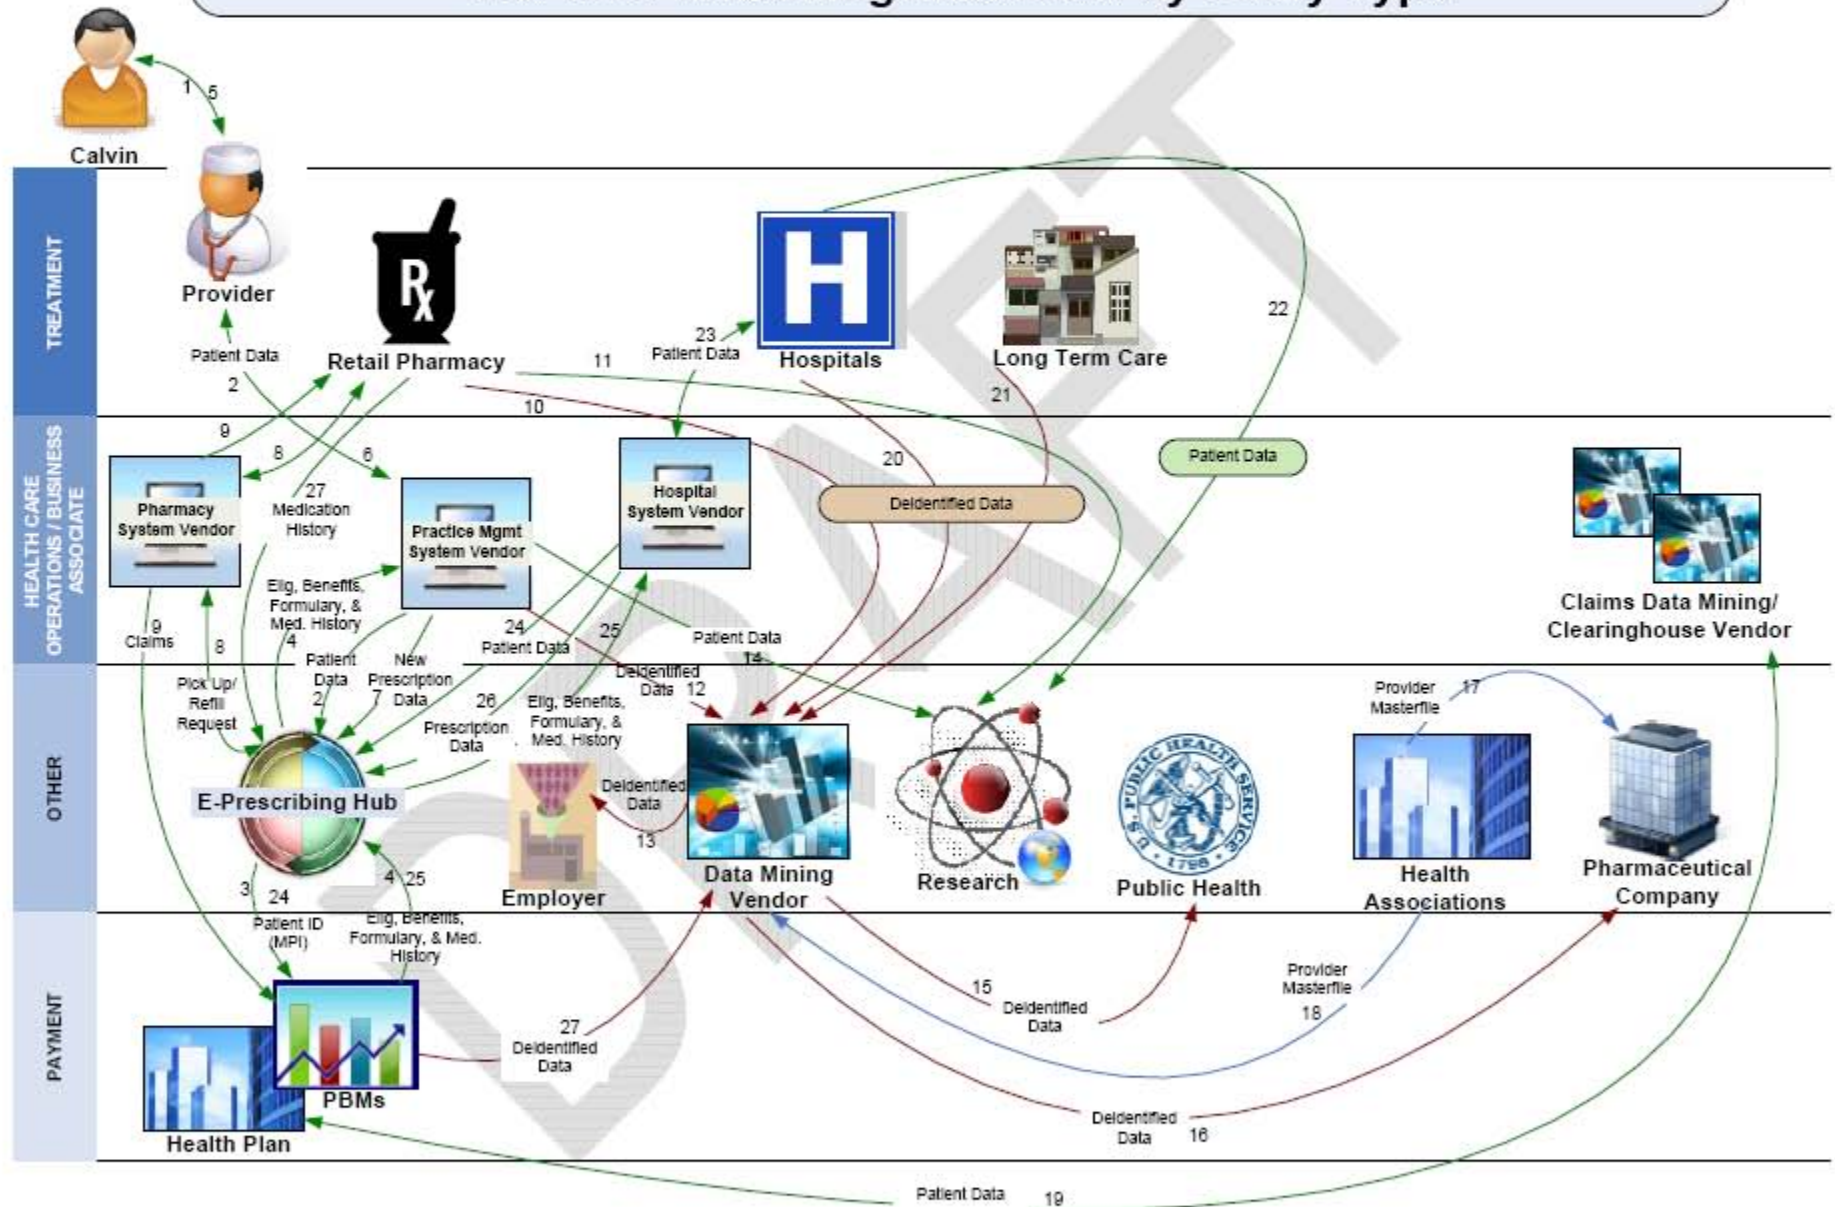 1
5
Calvin
TREATMENT
Provider
Patient Data
2
Rx
Retail Pharmacy
11
10
23
Patient Data
H
Hospitals
Long Term Care
21
22
HEALTH CARE
OPERATIONS / BUSINESS
ASSOCIATE
9
8
6
Pharmacy
System Vendor
27
Medication
History
Practice Mgmt
System Vendor
Hospital
System Vendor
20
Deidentified Data
Patient Data
Claims Data Mining/
Clearinghouse Vendor
9
Claims
8
Elig, Benefits,
Formulary, &
Med. History
4
Patient
Data
2
New
Prescription
Data
7
24
Patient Data
25
Patient Data
14
Deidentified
Data 12
OTHER
Pick Up/
Refill
Request
26
Prescription
Data
Elig, Benefits,
Formulary, &
Med. History
E-Prescribing Hub
Deidentified
Data
13
Employer
Data Mining
Vendor
Research
U.S. PUBLIC HEALTH SERVICE
1798
Public Health
Provider
Masterfile
17
Health
Associations
Pharmaceutical
Company
PAYMENT
3
24
Patient ID
(MPI)
4
25
Elig, Benefits,
Formulary, & Med.
History
27
Deidentified
Data
15
Deidentified
Data
Provider
Masterfile
18
PBMs
Health Plan
Deidentified
Data
16
Patient Data
19
DRAFT